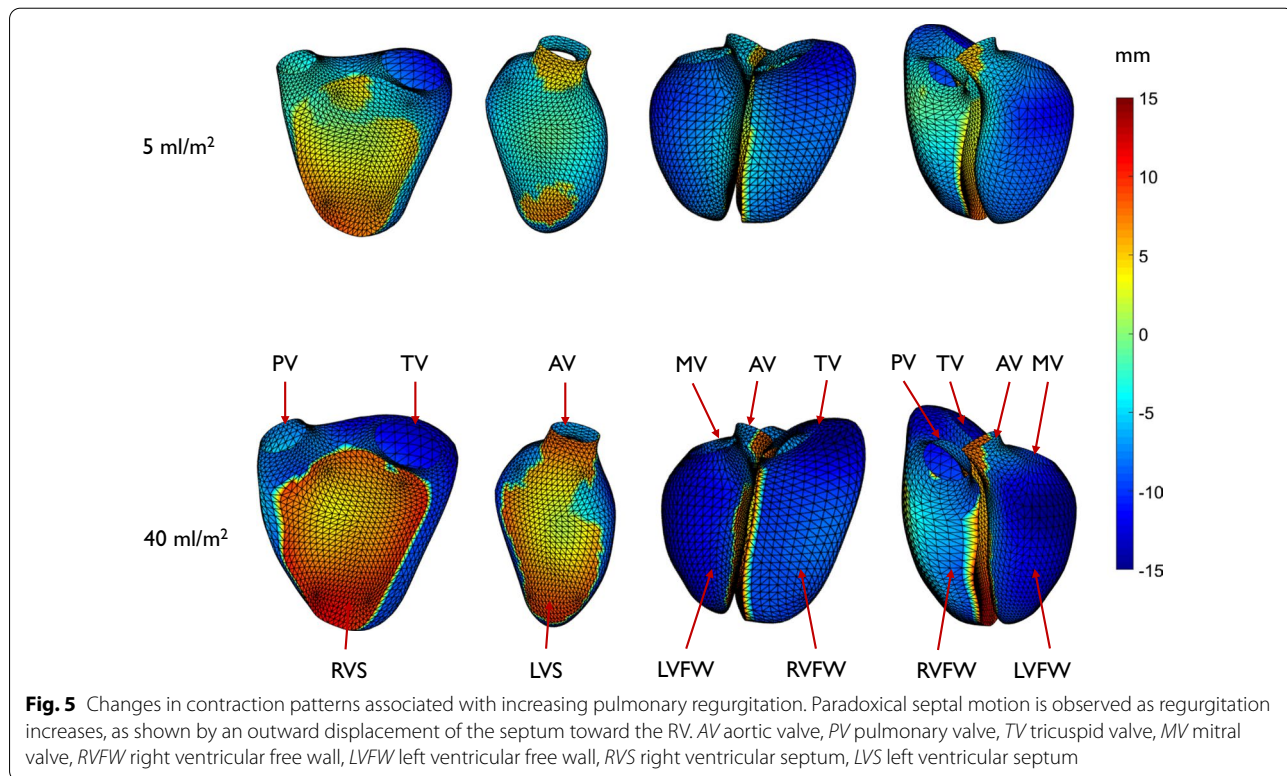 mm
15
10
5
0
-5
-10
-15
5 ml/m²
PV TV AV MV AV TV PV TV AV MV
40 ml/m²
RVS LVS LVFW RVFW RVFW LVFW
Fig. 5 Changes in contraction patterns associated with increasing pulmonary regurgitation. Paradoxical septal motion is observed as regurgitation
increases, as shown by an outward displacement of the septum toward the RV. AV aortic valve, PV pulmonary valve, TV tricuspid valve, MV mitral
valve, RVFW right ventricular free wall, LVFW left ventricular free wall, RVS right ventricular septum, LVS left ventricular septum